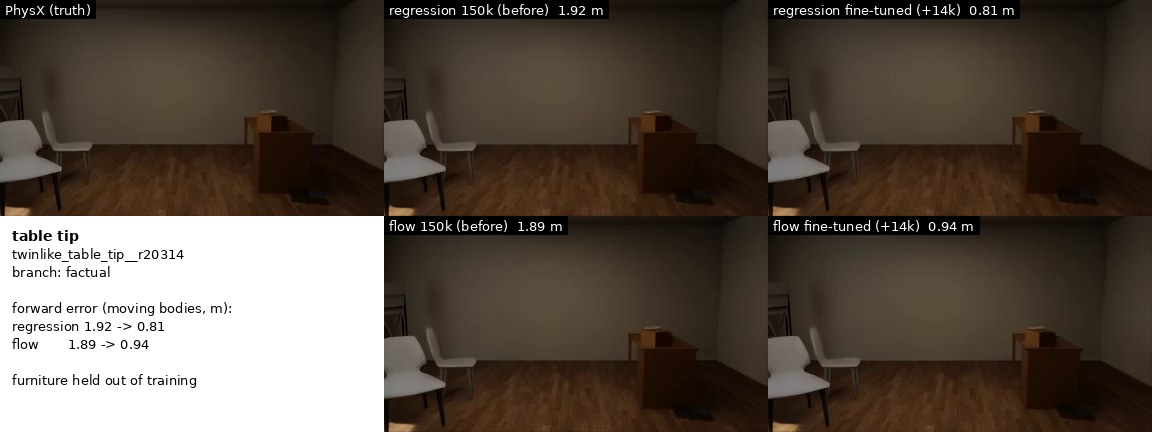 PhysX (truth)
regression 150k (before)  1.92 m
regression fine-tuned (+14k)  0.81 m
table tip
twinlike_table_tip__r20314
branch: factual
forward error (moving bodies, m):
regression 1.92 -> 0.81
flow       1.89 -> 0.94
furniture held out of training
flow 150k (before)  1.89 m
flow fine-tuned (+14k)  0.94 m